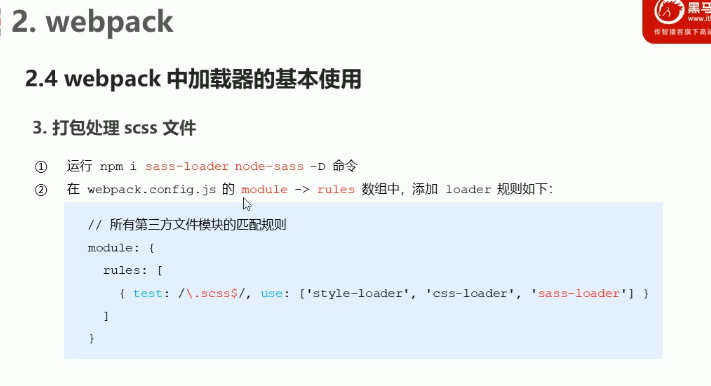 2. webpack
黑马
www.it
传智播客旗下高端
2.4 webpack 中加载器的基本使用
3. 打包处理 scss 文件
① 运行 npm i sass-loader node-sass -D 命令
② 在 webpack.config.js 的 module -> rules 数组中，添加 loader 规则如下：
// 所有第三方文件模块的匹配规则
module: {
rules: [
{ test: /\.scss$/, use: ['style-loader', 'css-loader', 'sass-loader'] }
]
}